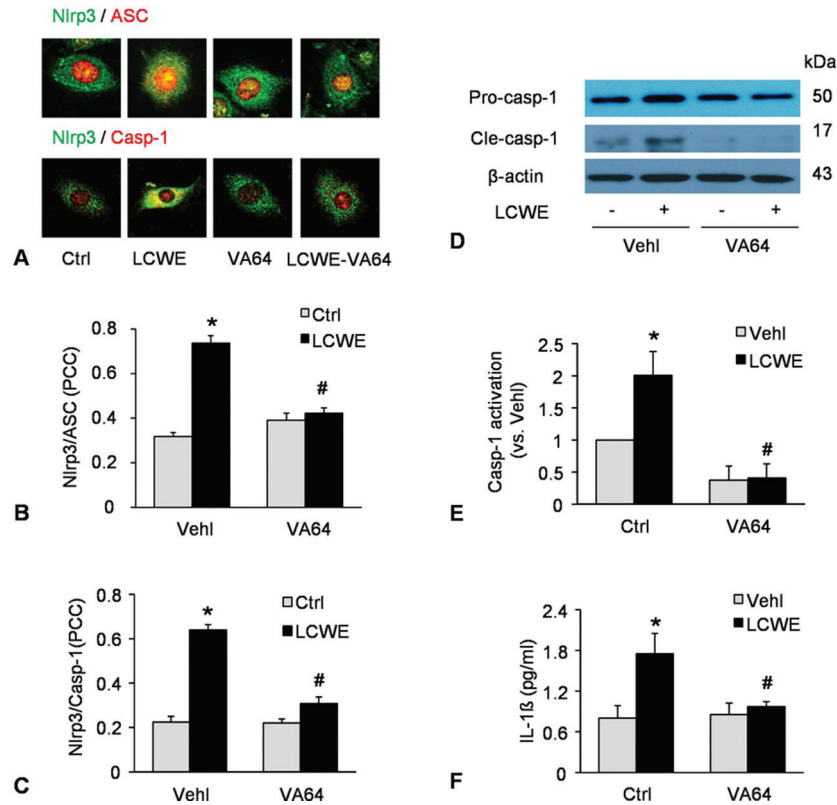 Nlrp3 / ASC
Nlrp3 / Casp-1
A
Ctrl LCWE VA64 LCWE-VA64
kDa
Pro-casp-1 50
Cle-casp-1 17
β-actin 43
LCWE - + - +
D Vehl VA64
Ctrl
LCWE
Nlrp3/ASC (PCC)
0.8
0.6
0.4
0.2
0
*
#
B
Vehl VA64
Vehl
LCWE
Casp-1 activation
(vs. Vehl)
2.5
2
1.5
1
0.5
0
*
#
E
Ctrl VA64
Ctrl
LCWE
Nlrp3/Casp-1(PCC)
0.8
0.6
0.4
0.2
0
*
#
C
Vehl VA64
Vehl
LCWE
IL-1ß (pg/ml)
2.4
1.8
1.2
0.6
0
*
#
F
Ctrl VA64